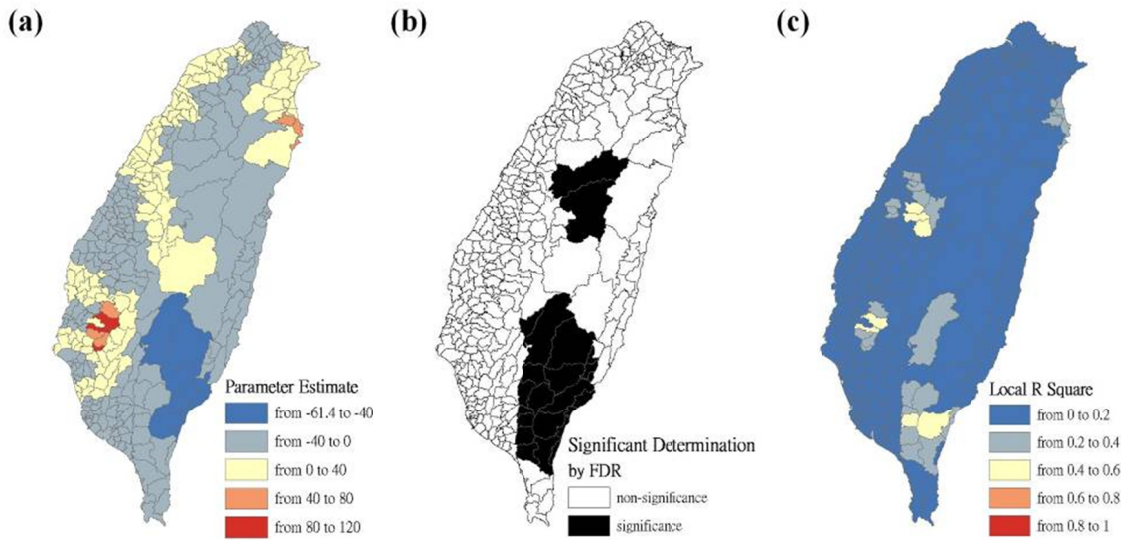 (a)
Parameter Estimate
from -61.4 to -40
from -40 to 0
from 0 to 40
from 40 to 80
from 80 to 120
(b)
Significant Determination
by FDR
non-significance
significance
(c)
Local R Square
from 0 to 0.2
from 0.2 to 0.4
from 0.4 to 0.6
from 0.6 to 0.8
from 0.8 to 1